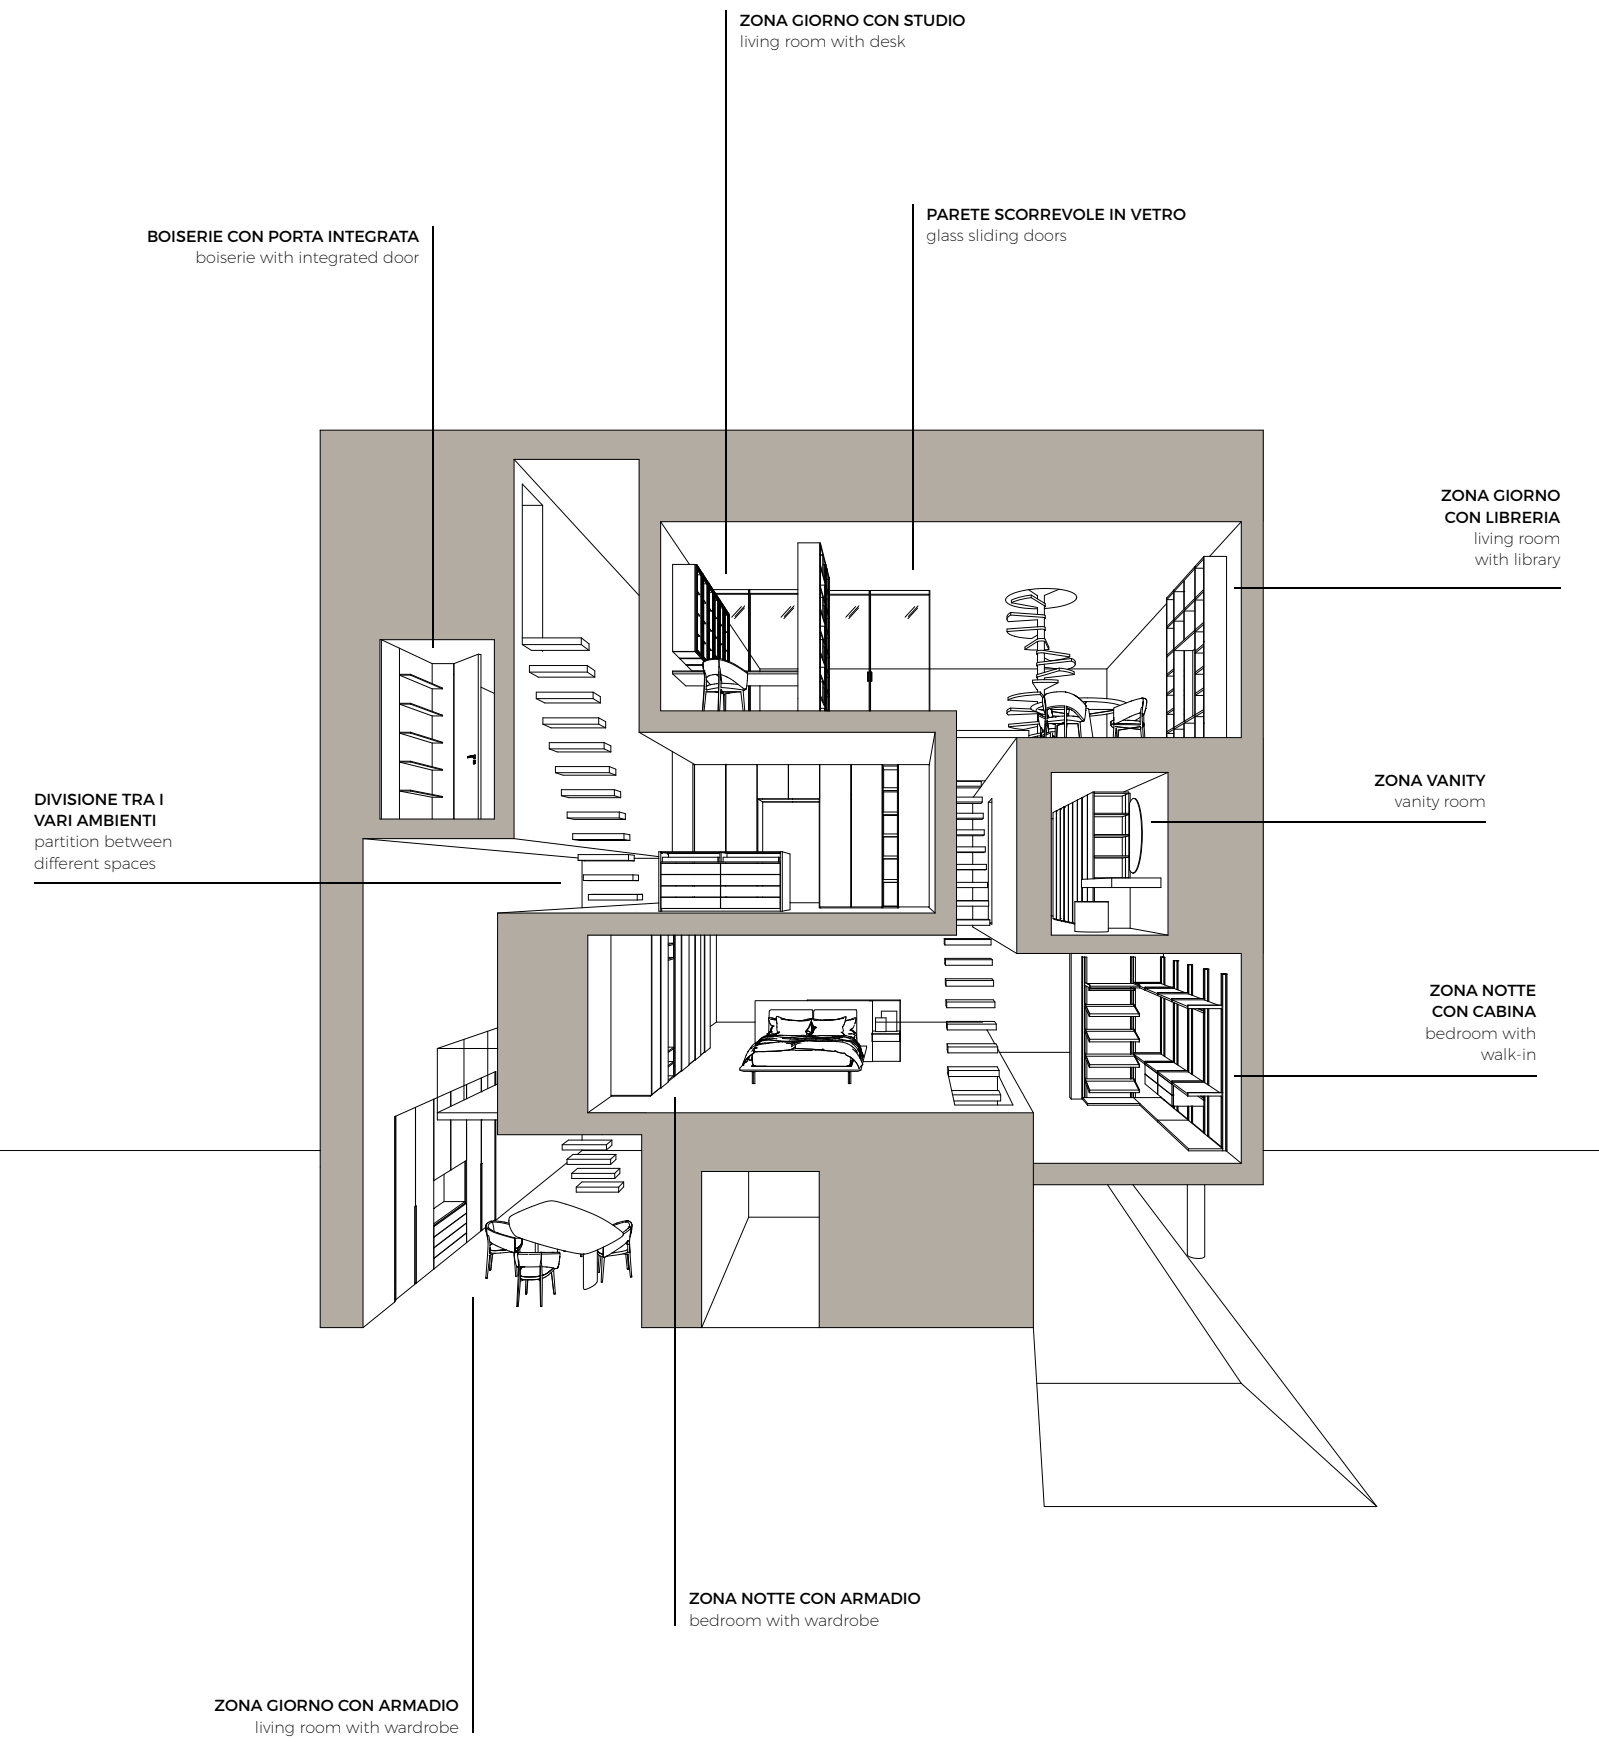 ZONA GIORNO CON STUDIO
living room with desk
PARETE SCORREVOLE IN VETRO
glass sliding doors
BOISERIE CON PORTA INTEGRATA
boiserie with integrated door
ZONA GIORNO
CON LIBRERIA
living room
with library
ZONA VANITY
vanity room
DIVISIONE TRA I
VARI AMBIENTI
partition between
different spaces
ZONA NOTTE
CON CABINA
bedroom with
walk-in
ZONA NOTTE CON ARMADIO
bedroom with wardrobe
ZONA GIORNO CON ARMADIO
living room with wardrobe